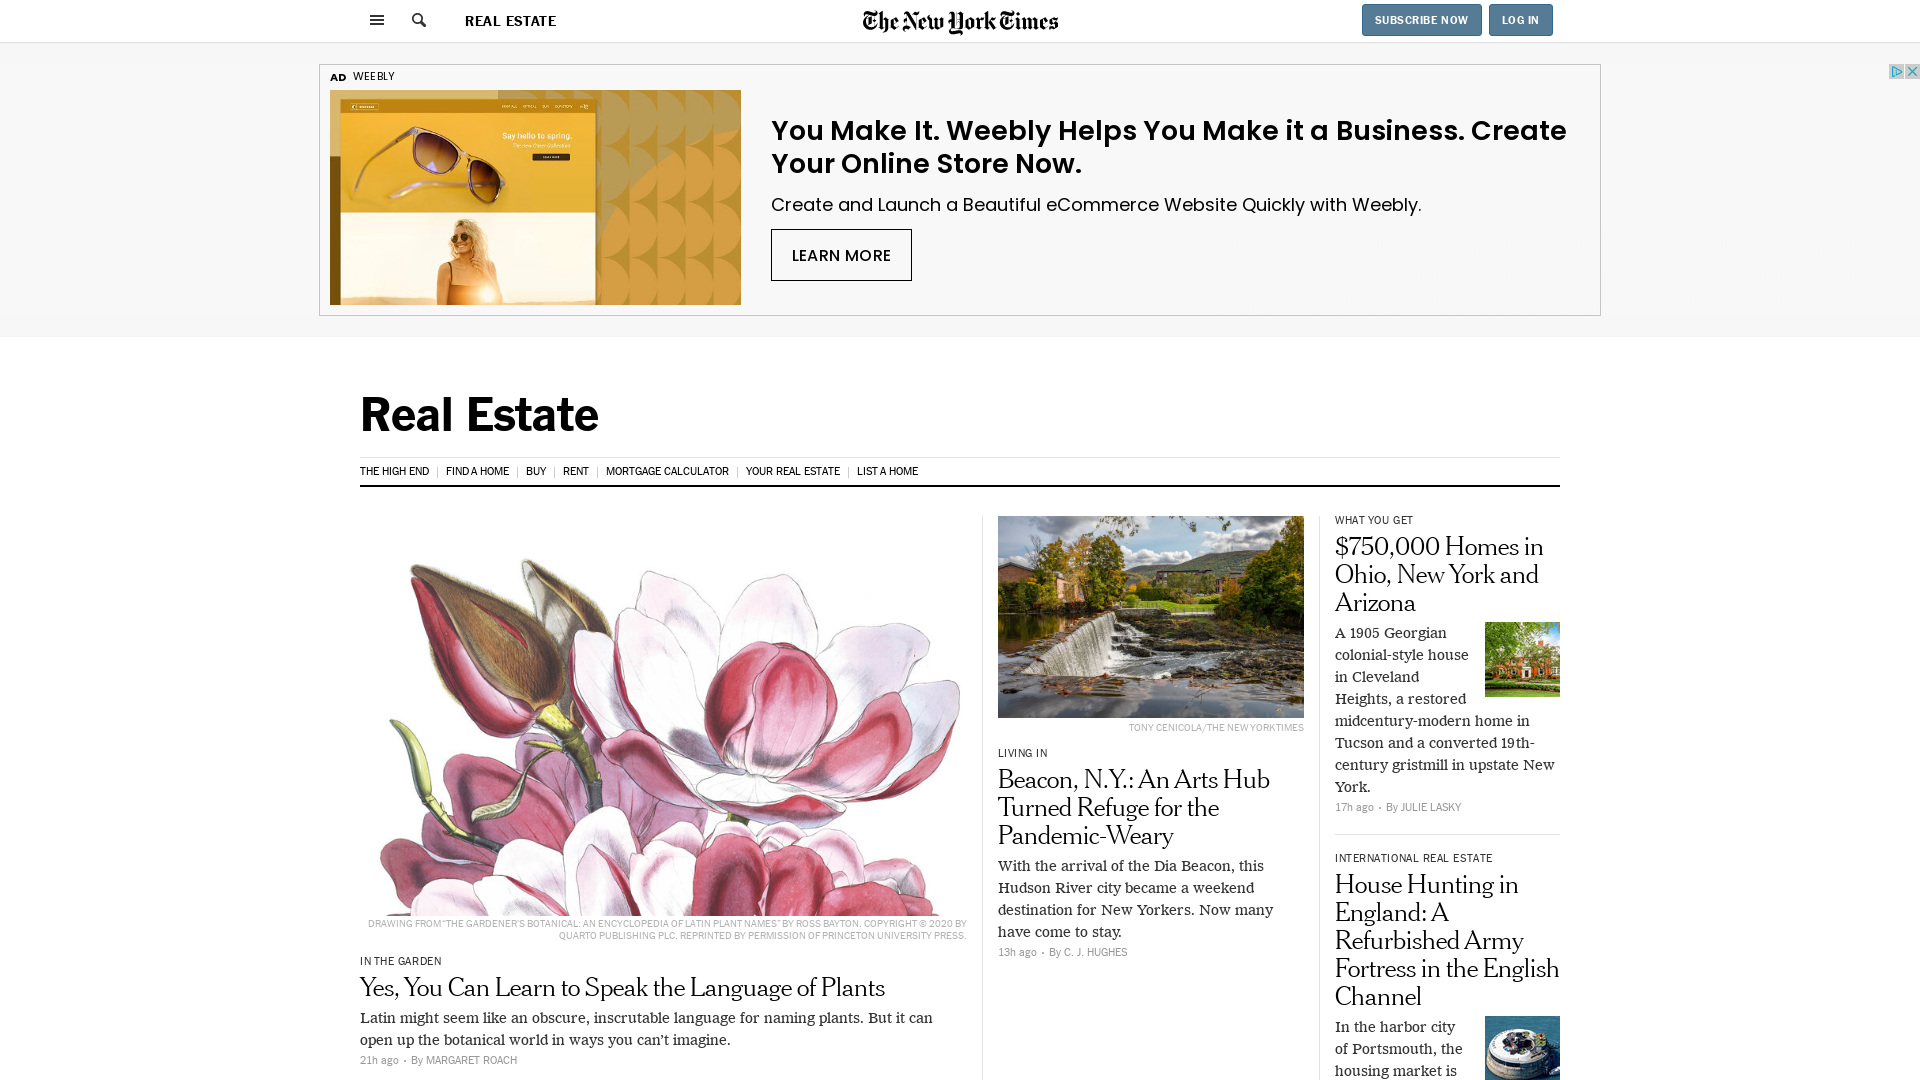 REAL ESTATE
The New York Times
SUBSCRIBE NOW
LOG IN
AD WEEKLY
Say hello to spring.
You Make It. Weebly Helps You Make it a Business. Create
Your Online Store Now.
Create and Launch a Beautiful eCommerce Website Quickly with Weebly.
LEARN MORE
Real Estate
THE HIGH END
FIND A HOME
BUY
RENT
MORTGAGE CALCULATOR
YOUR REAL ESTATE
LIST A HOME
DRAWING FROM “THE GARDENER'S BOTANICAL: AN ENCYCLOPEDIA OF LATIN PLANT NAMES” BY ROSS BAYTON. COPYRIGHT © 2020 BY
QUARTO PUBLISHING PLC. REPRINTED BY PERMISSION OF PRINCETON UNIVERSITY PRESS.
IN THE GARDEN
Yes, You Can Learn to Speak the Language of Plants
Latin might seem like an obscure, inscrutable language for naming plants. But it can
open up the botanical world in ways you can’t imagine.
21h ago • By MARGARET ROACH
TONY CENICOLA/THE NEW YORK TIMES
LIVING IN
Beacon, N.Y.: An Arts Hub
Turned Refuge for the
Pandemic-Weary
With the arrival of the Dia Beacon, this
Hudson River city became a weekend
destination for New Yorkers. Now many
have come to stay.
13h ago • By C. J. HUGHES
WHAT YOU GET
$750,000 Homes in
Ohio, New York and
Arizona
A 1905 Georgian
colonial-style house
in Cleveland
Heights, a restored
midcentury-modern home in
Tucson and a converted 19th-
century gristmill in upstate New
York.
17h ago • By JULIE LASKY
INTERNATIONAL REAL ESTATE
House Hunting in
England: A
Refurbished Army
Fortress in the English
Channel
In the harbor city
of Portsmouth, the
housing market is